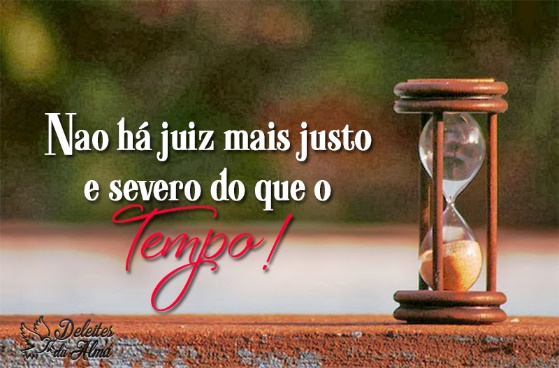 Nao há juiz mais justo
e severo do que o
Tempo!
Deleites
da Alma